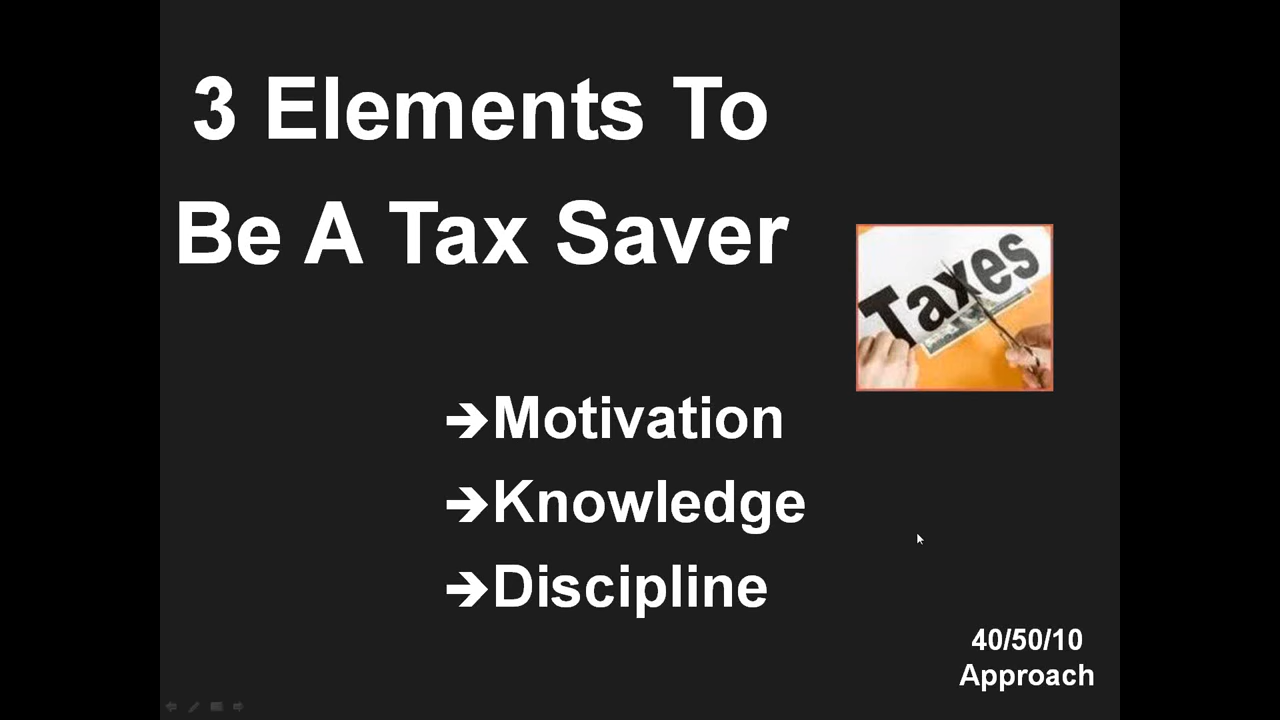 3 Elements To
Be A Tax Saver
Taxes
➔Motivation
➔Knowledge
➔Discipline
40/50/10
Approach